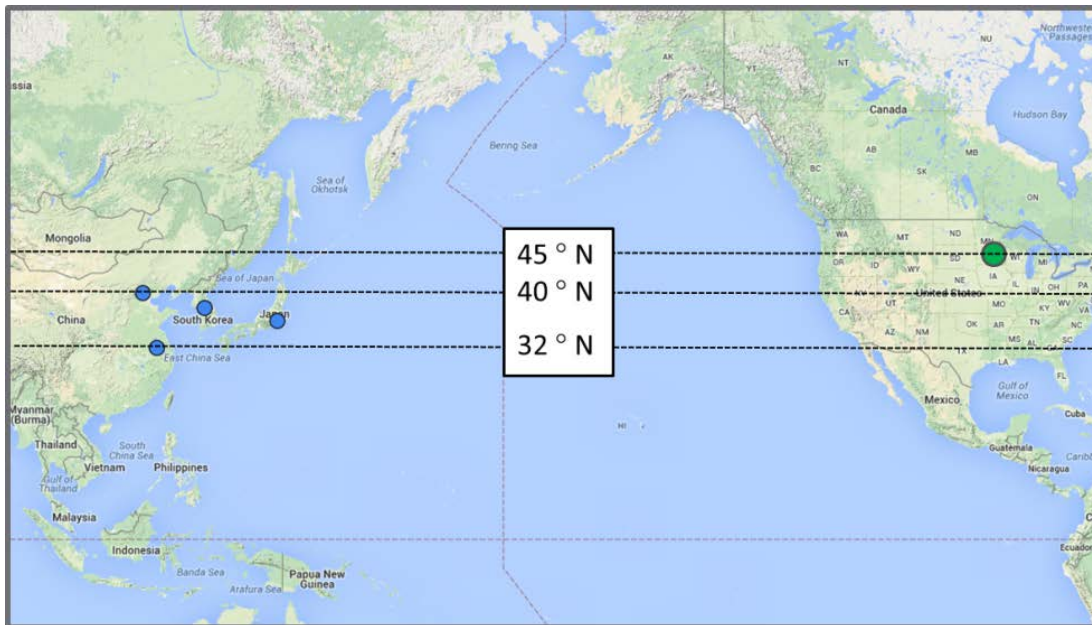 Northwestern
Passages
NU
AK
YT
NT
ssia
Canada
Hudson Bay
Bering Sea
Sea of
Okhotsk
BC
AB
SK
MB
ON
Mongolia
WA
MT
ND
MN
45 ° N
OR
ID
WY
SD
WI
MI
Sea of Japan
40 ° N
NE
IA
IL
IN
OH
PA
NV
UT
United States
China
South Korea
Japan
CA
MO
KY
WV
VA
AZ
NM
OK
AR
TN
NC
MS
AL
SC
32 ° N
East China Sea
TX
GA
LA
FL
Gulf of
Mexico
Mexico
Cuba
Myanmar
(Burma)
HI
Thailand
South
China Sea
Vietnam
Philippines
Guatemala
Nicaragua
Caribb
Gulf of
Thailand
Malaysia
Indonesia
Banda Sea
Papua New
Guinea
Arafura Sea
Ecuador